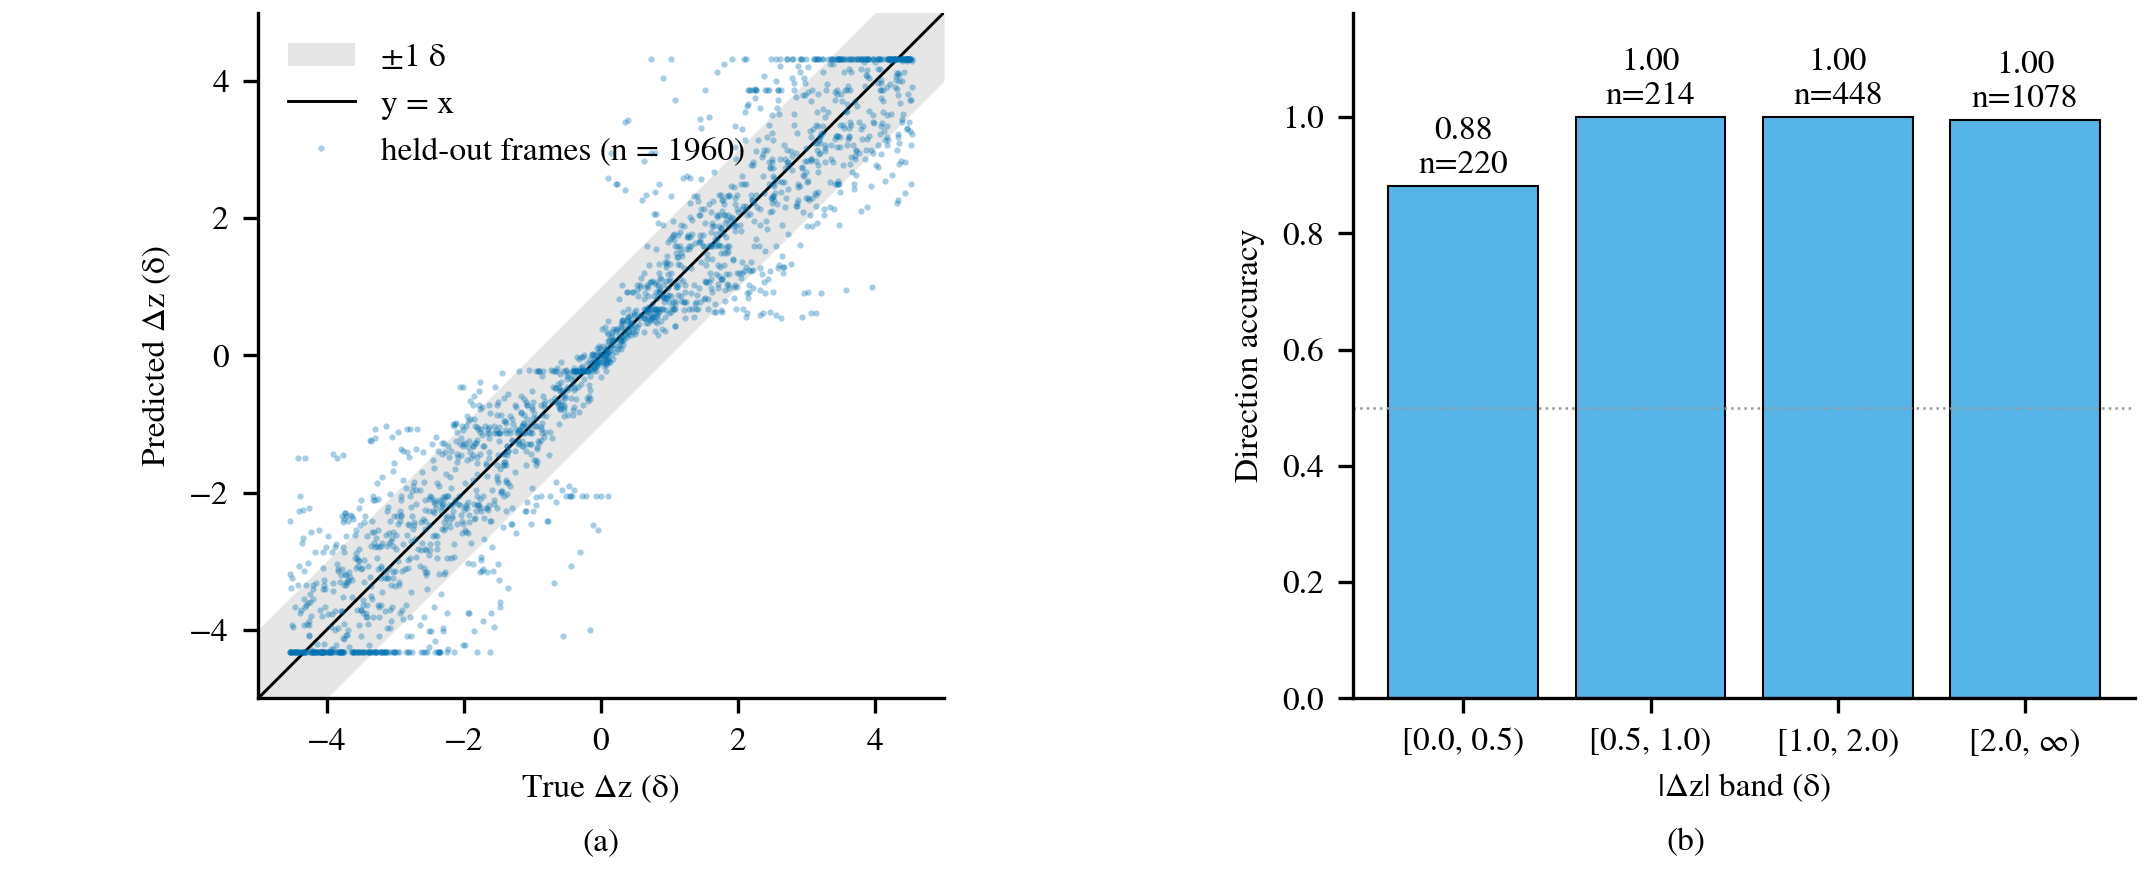 ±1 δ
y = x
held-out frames (n = 1960)
4
2
0
−2
−4
−4
−2
0
2
4
Predicted Δz (δ)
True Δz (δ)
(a)
1.00
n=214
1.00
n=448
1.00
n=1078
0.88
n=220
1.0
0.8
0.6
0.4
0.2
0.0
Direction accuracy
[0.0, 0.5)
[0.5, 1.0)
[1.0, 2.0)
[2.0, ∞)
|Δz| band (δ)
(b)